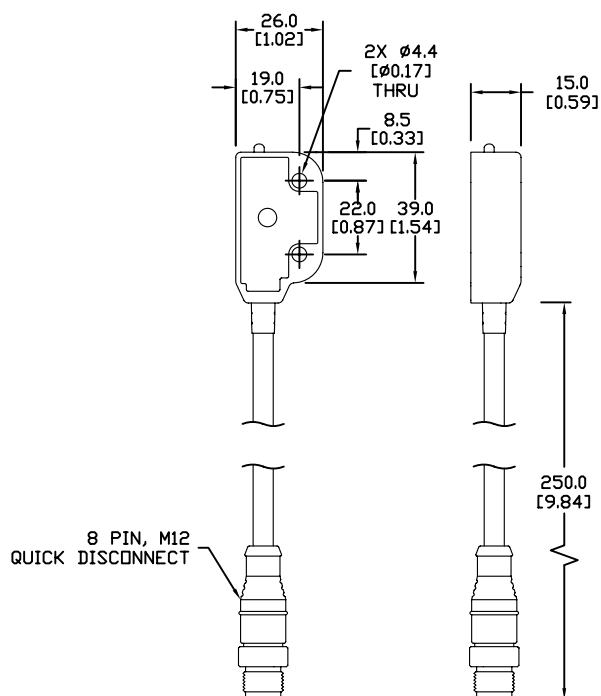 26.0
[1.02]
2X ø4.4
[ø0.17]
THRU
19.0
[0.75]
15.0
[0.59]
8.5
[0.33]
22.0
[0.87]
39.0
[1.54]
250.0
[9.84]
8 PIN, M12
QUICK DISCONNECT